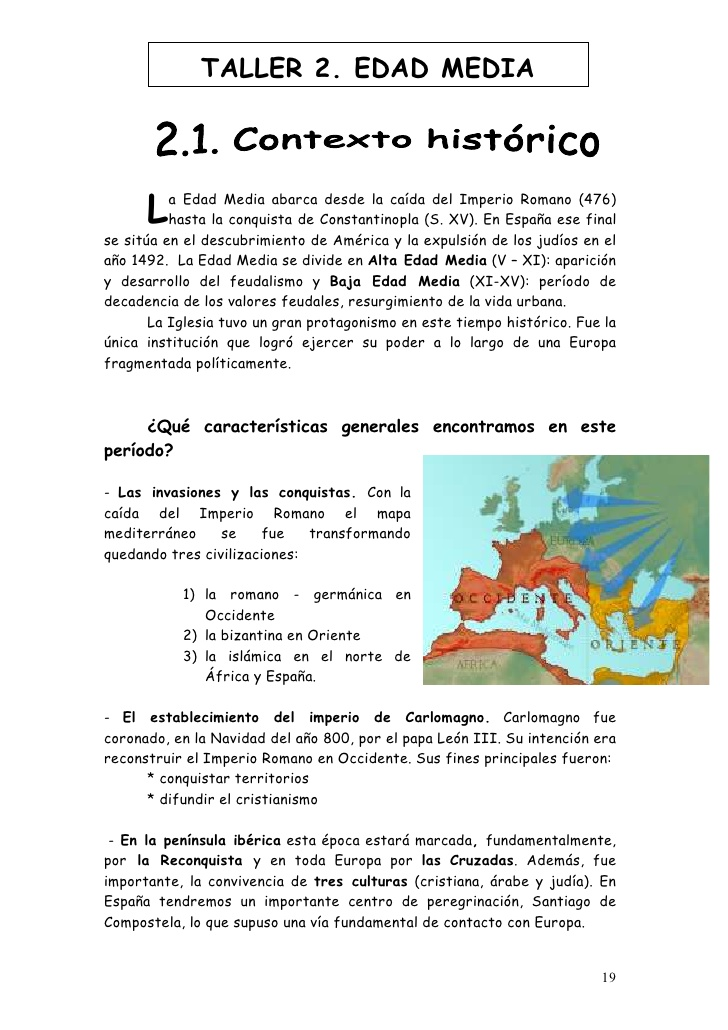 TALLER 2. EDAD MEDIA
2.1. Contexto histórico
La Edad Media abarca desde la caída del Imperio Romano (476)
hasta la conquista de Constantinopla (S. XV). En España ese final
se sitúa en el descubrimiento de América y la expulsión de los judíos en el
año 1492. La Edad Media se divide en Alta Edad Media (V – XI): aparición
y desarrollo del feudalismo y Baja Edad Media (XI-XV): período de
decadencia de los valores feudales, resurgimiento de la vida urbana.
La Iglesia tuvo un gran protagonismo en este tiempo histórico. Fue la
única institución que logró ejercer su poder a lo largo de una Europa
fragmentada políticamente.
¿Qué características generales encontramos en este
período?
- Las invasiones y las conquistas. Con la
caída del Imperio Romano el mapa
mediterráneo se fue transformando
quedando tres civilizaciones:
1) la romano - germánica en
Occidente
2) la bizantina en Oriente
3) la islámica en el norte de
África y España.
EUROPA
OCCIDENTE
ORIENTE
AFRICA
- El establecimiento del imperio de Carlomagno. Carlomagno fue
coronado, en la Navidad del año 800, por el papa León III. Su intención era
reconstruir el Imperio Romano en Occidente. Sus fines principales fueron:
* conquistar territorios
* difundir el cristianismo
- En la península ibérica esta época estará marcada, fundamentalmente,
por la Reconquista y en toda Europa por las Cruzadas. Además, fue
importante, la convivencia de tres culturas (cristiana, árabe y judía). En
España tendremos un importante centro de peregrinación, Santiago de
Compostela, lo que supuso una vía fundamental de contacto con Europa.
19